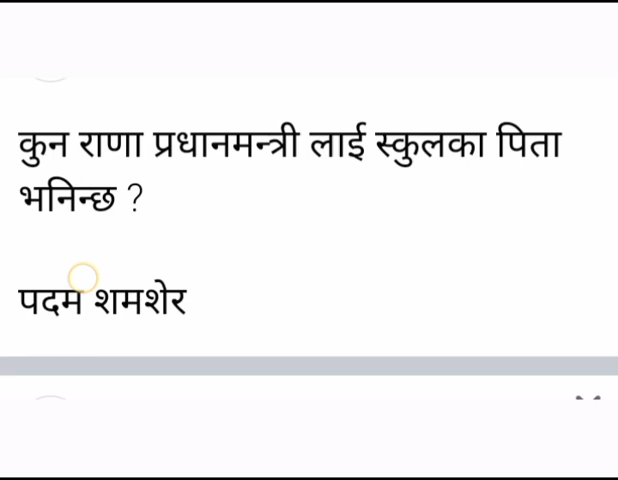 कुन राणा प्रधानमन्त्री लाई स्कुलका पिता
भनिन्छ ?
पदम शमशेर